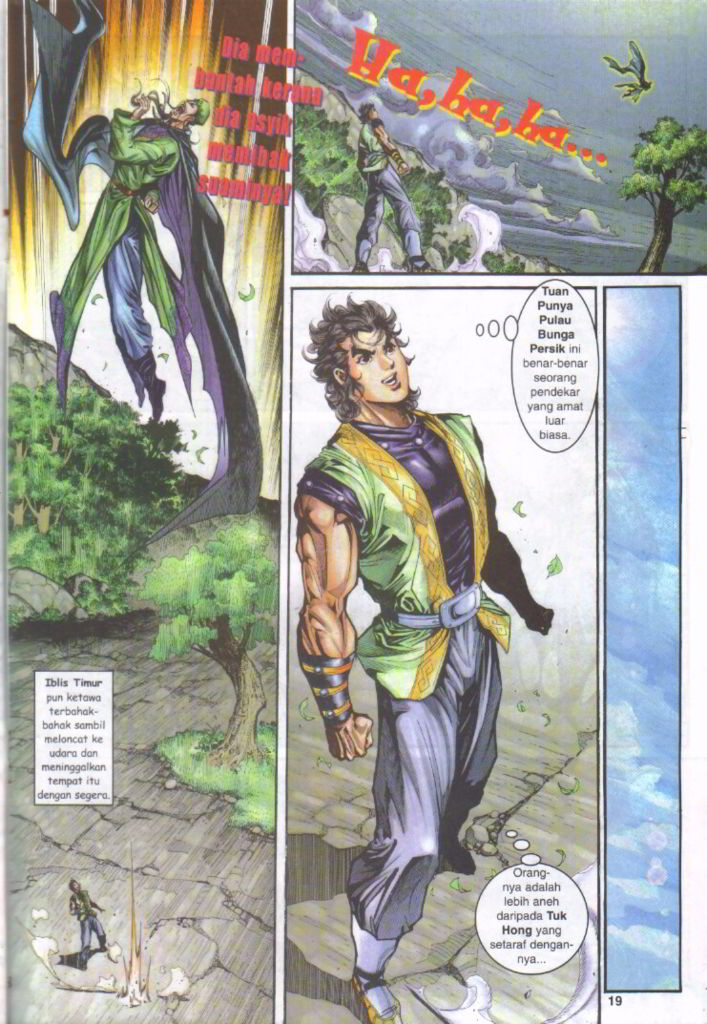 Dia mem-
bantah kerana
dia asyik
memihak
suaminya!
Ha, ha, ha...
Iblis Timur
pun ketawa
terbahak-
bahak sambil
meloncat ke
udara dan
meninggalkan
tempat itu
dengan segera.
Tuan
Punya
Pulau
Bunga
Persik ini
benar-benar
seorang
pendekar
yang amat
luar
biasa.
Orang-
nya adalah
lebih aneh
daripada Tuk
Hong yang
setaraf dengan-
nya...
19